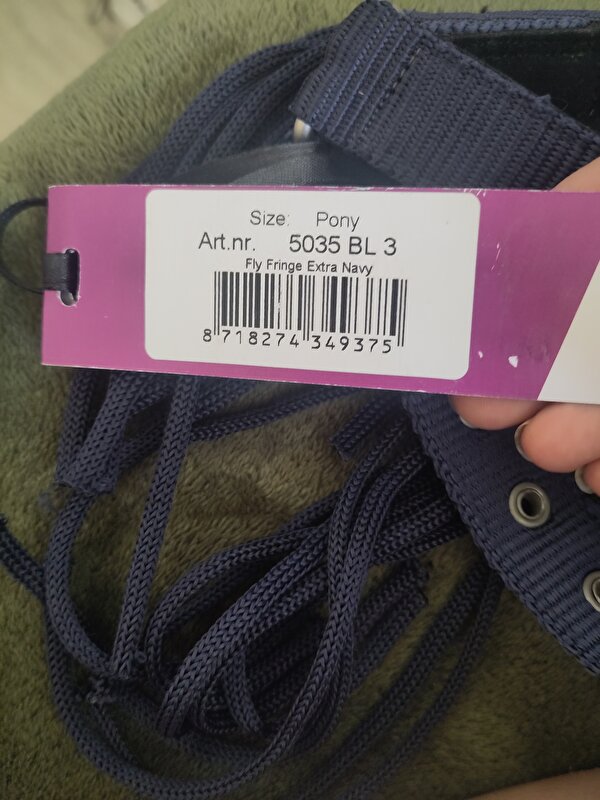 Size: Pony
Art.nr. 5035 BL 3
Fly Fringe Extra Navy
8 718274 349375